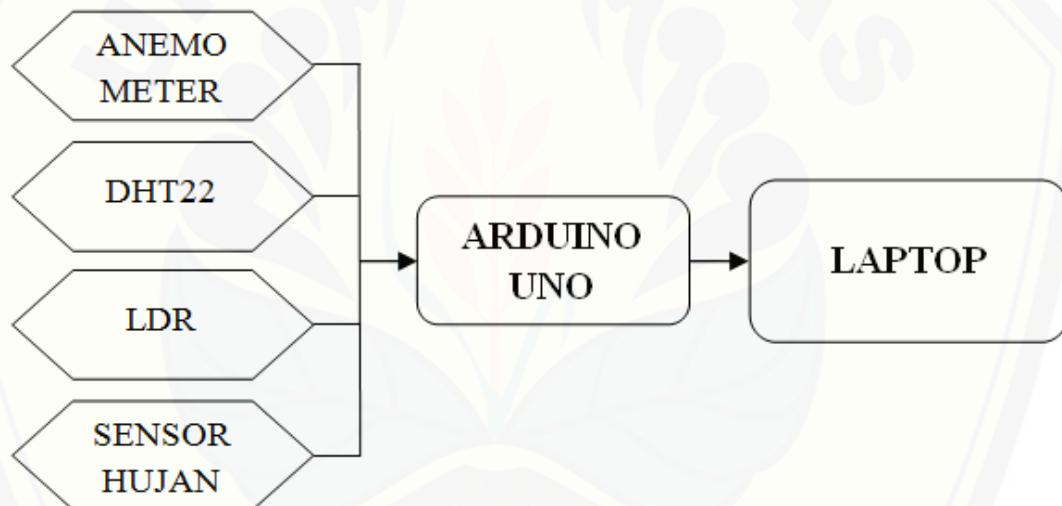 ANEMO
METER
DHT22
LDR
SENSOR
HUJAN
ARDUINO
UNO
LAPTOP